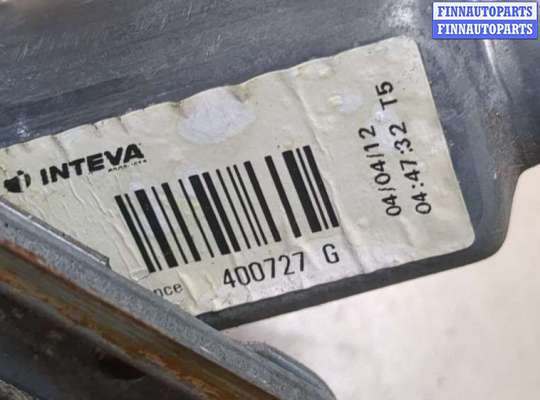 FINNAUTOPARTS
FINNAUTOPARTS
INTEVA
400727 G
04/04/12
04:47:32 T5